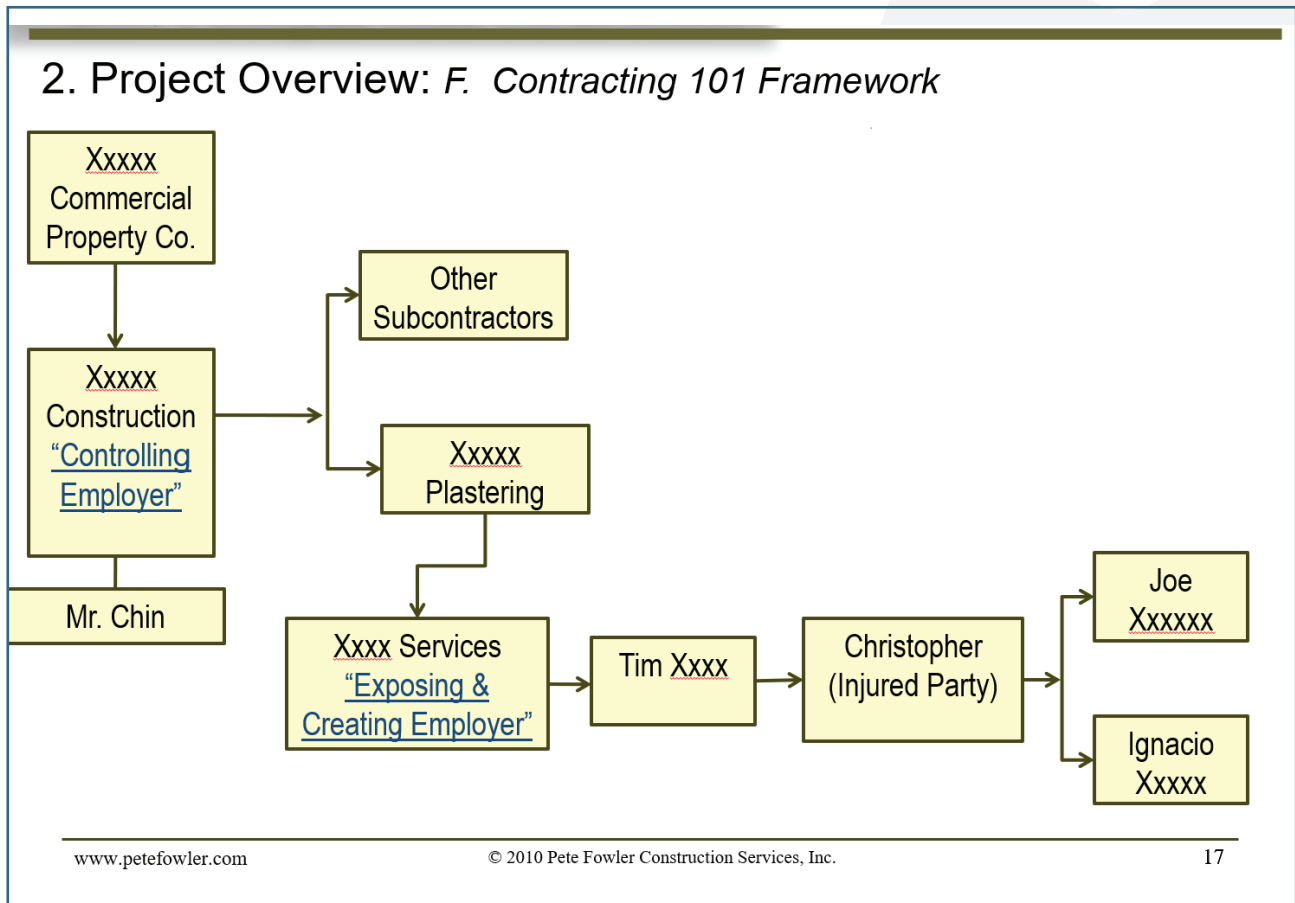 2. Project Overview: F. Contracting 101 Framework
Xxxxx
Commercial
Property Co.
Other
Subcontractors
Xxxxx
Construction
“Controlling
Employer”
Xxxxx
Plastering
Mr. Chin
Xxxx Services
“Exposing &
Creating Employer”
Tim Xxxx
Christopher
(Injured Party)
Joe
Xxxxxx
Ignacio
Xxxxx
www.petefowler.com
© 2010 Pete Fowler Construction Services, Inc.
17